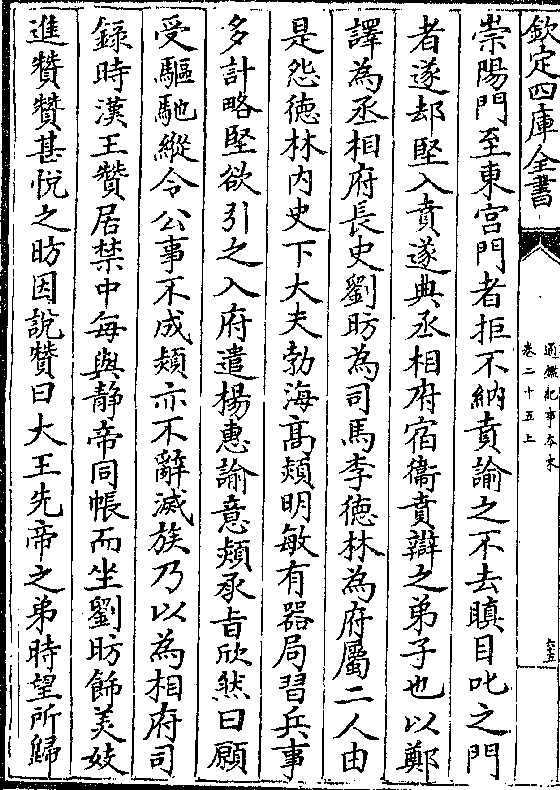 欽定四庫全書
通鑑紀事本末
卷二十五上
崇陽門至東宮門者拒不納賁諭之不去瞋目叱之門
者遂却堅入賁遂典丞相府宿衛賁辯之弟子也以鄭
譯為丞相府長史劉昉為司馬李徳林為府屬二人由
是怨徳林内史下大夫勃海高熲明敏有器局習兵事
多計略堅欲引之入府遣楊惠諭意熲承旨欣然曰願
受驅馳縱令公事不成熲亦不辭滅族乃以為相府司
録時漢王贊居禁中每與静帝同帳而坐劉昉飾美妓
進贊贊甚悦之昉因說贊曰大王先帝之弟時望所歸